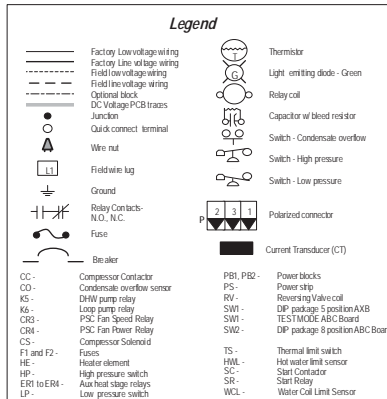 Legend
Factory Low voltage wiring
Factory Line voltage wiring
Field low voltage wiring
Field line voltage wiring
Optional block
DC Voltage PCB traces
Junction
Quick connect terminal
Wire nut
L1
Field wire lug
Ground
Relay Contacts-
N.O., N.C.
Fuse
Breaker
T
Thermistor
G
Light emitting diode - Green
Relay coil
Capacitor w/ bleed resistor
Switch - Condensate overflow
Switch - High pressure
Switch - Low pressure
P
2 3 1
Polarized connector
Current Transducer (CT)
CC - Compressor Contactor
CO - Condensate overflow sensor
K5 - DHW pump relay
K6 - Loop pump relay
CR3 - PSC Fan Speed Relay
CR4 - PSC Fan Power Relay
CS - Compressor Solenoid
F1 and F2 - Fuses
HE - Heater element
HP - High pressure switch
ER1 to ER4 - Aux heat stage relays
LP - Low pressure switch
PB1, PB2 - Power blocks
PS - Power strip
RV - Reversing Valve coil
SW1 - DIP package 5 position AXB
SW1 - TEST MODE ABC Board
SW2 - DIP package 8 position ABC Board
TS - Thermal limit switch
HWL - Hot water limit sensor
SC - Start Contactor
SR - Start Relay
WCL - Water Coil Limit Sensor